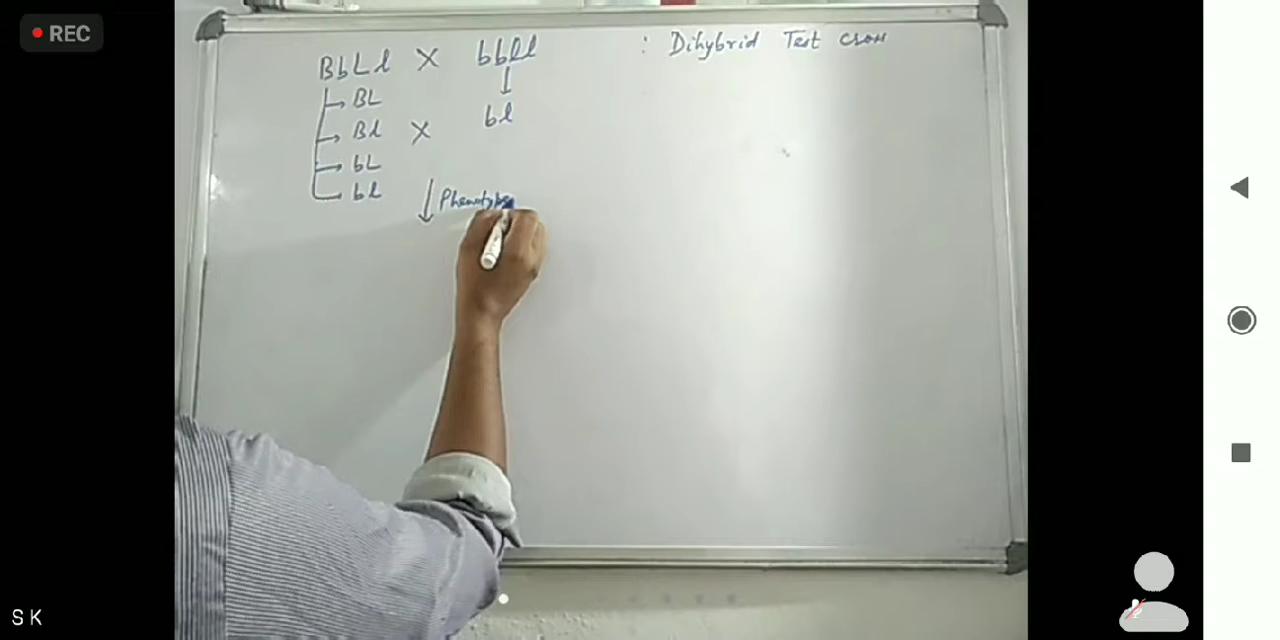 REC
BbLl X bbll : Dihybrid Test cross
BL
Bl X bl
bL
bl
Phenotype
S K